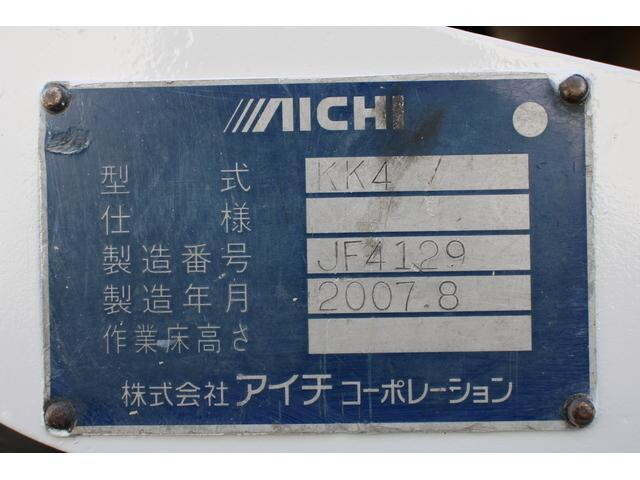 AICHI
型式 KK4
仕様
製造番号 JF4129
製造年月 2007.8
作業床高さ
株式会社 アイチ コーポレーション